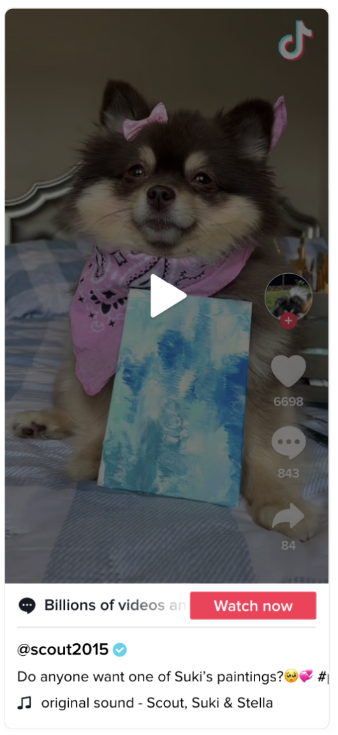 6698
843
84
Billions of videos an
Watch now
@scout2015
Do anyone want one of Suki's paintings?🥺💞 #
original sound - Scout, Suki & Stella